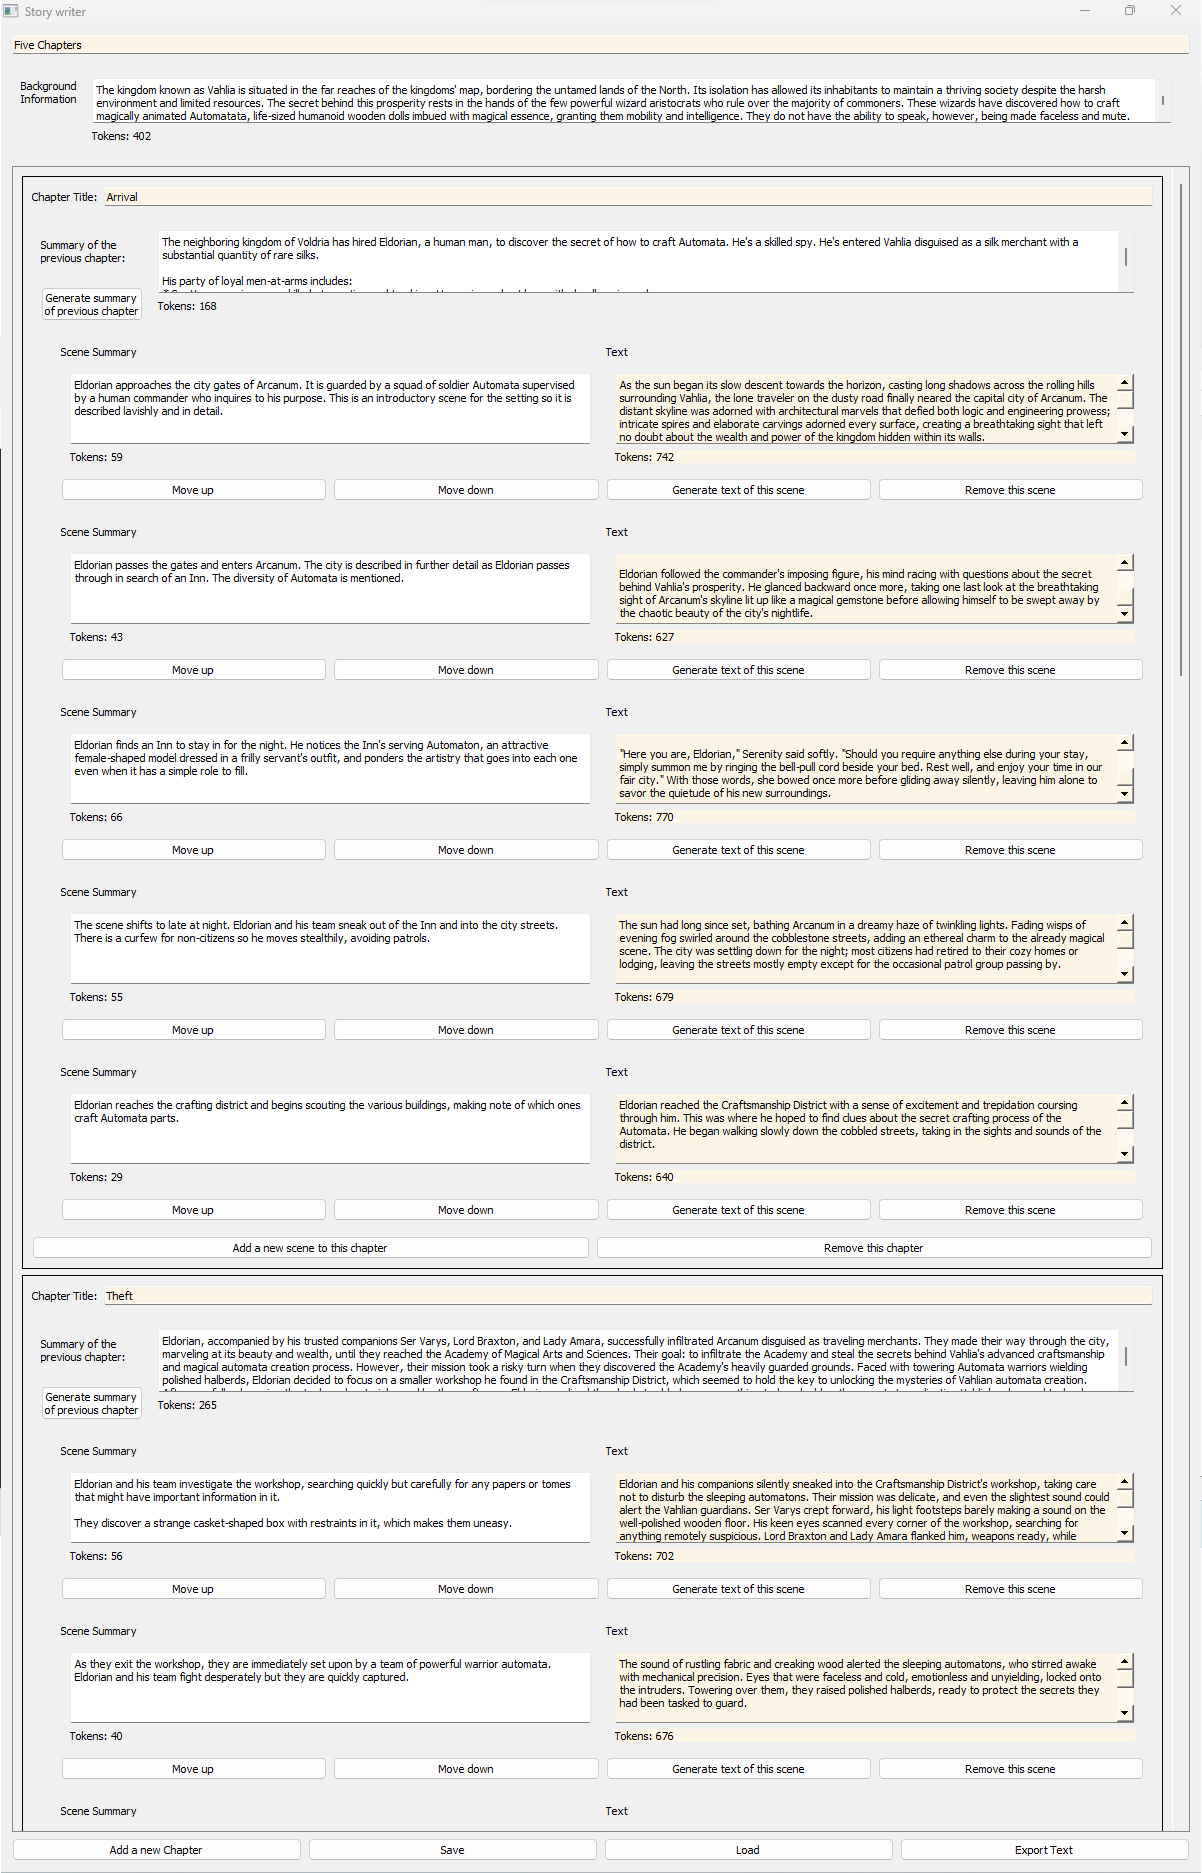 Story writer
Five Chapters
Background
Information
The kingdom known as Vahlia is situated in the far reaches of the kingdoms' map, bordering the untamed lands of the North. Its isolation has allowed its inhabitants to maintain a thriving society despite the harsh
environment and limited resources. The secret behind this prosperity rests in the hands of the few powerful wizard aristocrats who rule over the majority of commoners. These wizards have discovered how to craft
magically animated Automatata, life-sized humanoid wooden dolls imbued with magical essence, granting them mobility and intelligence. They do not have the ability to speak, however, being made faceless and mute.
Tokens: 402
Chapter Title: Arrival
Summary of the
previous chapter:
The neighboring kingdom of Voldria has hired Eldorian, a human man, to discover the secret of how to craft Automata. He's a skilled spy. He's entered Vahlia disguised as a silk merchant with a
substantial quantity of rare silks.
His party of loyal men-at-arms includes:
Generate summary
of previous chapter
Tokens: 168
Scene Summary Text
Eldorian approaches the city gates of Arcanum. It is guarded by a squad of soldier Automata supervised
by a human commander who inquires to his purpose. This is an introductory scene for the setting so it is
described lavishly and in detail.
As the sun began its slow descent towards the horizon, casting long shadows across the rolling hills
surrounding Vahlia, the lone traveler on the dusty road finally neared the capital city of Arcanum. The
distant skyline was adorned with architectural marvels that defied both logic and engineering prowess;
intricate spires and elaborate carvings adorned every surface, creating a breathtaking sight that left
no doubt about the wealth and power of the kingdom hidden within its walls.
Tokens: 59 Tokens: 742
Move up Move down Generate text of this scene Remove this scene
Scene Summary Text
Eldorian passes the gates and enters Arcanum. The city is described in further detail as Eldorian passes
through in search of an Inn. The diversity of Automata is mentioned.
Eldorian followed the commander's imposing figure, his mind racing with questions about the secret
behind Vahlia's prosperity. He glanced backward once more, taking one last look at the breathtaking
sight of Arcanum's skyline lit up like a magical gemstone before allowing himself to be swept away by
the chaotic beauty of the city's nightlife.
Tokens: 43 Tokens: 627
Move up Move down Generate text of this scene Remove this scene
Scene Summary Text
Eldorian finds an Inn to stay in for the night. He notices the Inn's serving Automaton, an attractive
female-shaped model dressed in a frilly servant's outfit, and ponders the artistry that goes into each one
even when it has a simple role to fill.
"Here you are, Eldorian," Serenity said softly. "Should you require anything else during your stay,
simply summon me by ringing the bell-pull cord beside your bed. Rest well, and enjoy your time in our
fair city." With those words, she bowed once more before gliding away silently, leaving him alone to
savor the quietude of his new surroundings.
Tokens: 66 Tokens: 770
Move up Move down Generate text of this scene Remove this scene
Scene Summary Text
The scene shifts to late at night. Eldorian and his team sneak out of the Inn and into the city streets.
There is a curfew for non-citizens so he moves stealthily, avoiding patrols.
The sun had long since set, bathing Arcanum in a dreamy haze of twinkling lights. Fading wisps of
evening fog swirled around the cobblestone streets, adding an ethereal charm to the already magical
scene. The city was settling down for the night; most citizens had retired to their cozy homes or
lodging, leaving the streets mostly empty except for the occasional patrol group passing by.
Tokens: 55 Tokens: 679
Move up Move down Generate text of this scene Remove this scene
Scene Summary Text
Eldorian reaches the crafting district and begins scouting the various buildings, making note of which ones
craft Automata parts.
Eldorian reached the Craftsmanship District with a sense of excitement and trepidation coursing
through him. This was where he hoped to find clues about the secret crafting process of the
Automata. He began walking slowly down the cobbled streets, taking in the sights and sounds of the
district.
Tokens: 29 Tokens: 640
Move up Move down Generate text of this scene Remove this scene
Add a new scene to this chapter Remove this chapter
Chapter Title: Theft
Summary of the
previous chapter:
Eldorian, accompanied by his trusted companions Ser Varys, Lord Braxton, and Lady Amara, successfully infiltrated Arcanum disguised as traveling merchants. They made their way through the city,
marveling at its beauty and wealth, until they reached the Academy of Magical Arts and Sciences. Their goal: to infiltrate the Academy and steal the secrets behind Vahlia's advanced craftsmanship
and magical automata creation process. However, their mission took a risky turn when they discovered the Academy's heavily guarded grounds. Faced with towering Automata warriors wielding
polished halberds, Eldorian decided to focus on a smaller workshop he found in the Craftsmanship District, which seemed to hold the key to unlocking the mysteries of Vahlian automata creation.
Generate summary
of previous chapter
Tokens: 265
Scene Summary Text
Eldorian and his team investigate the workshop, searching quickly but carefully for any papers or tomes
that might have important information in it.
They discover a strange casket-shaped box with restraints in it, which makes them uneasy.
Eldorian and his companions silently sneaked into the Craftsmanship District's workshop, taking care
not to disturb the sleeping automatons. Their mission was delicate, and even the slightest sound could
alert the Vahlian guardians. Ser Varys crept forward, his light footsteps barely making a sound on the
well-polished wooden floor. His keen eyes scanned every corner of the workshop, searching for
anything remotely suspicious. Lord Braxton and Lady Amara flanked him, weapons ready, while
Tokens: 56 Tokens: 702
Move up Move down Generate text of this scene Remove this scene
Scene Summary Text
As they exit the workshop, they are immediately set upon by a team of powerful warrior automata.
Eldorian and his team fight desperately but they are quickly captured.
The sound of rustling fabric and creaking wood alerted the sleeping automatons, who stirred awake
with mechanical precision. Eyes that were faceless and cold, emotionless and unyielding, locked onto
the intruders. Towering over them, they raised polished halberds, ready to protect the secrets they
had been tasked to guard.
Tokens: 40 Tokens: 676
Move up Move down Generate text of this scene Remove this scene
Scene Summary Text
Add a new Chapter Save Load Export Text